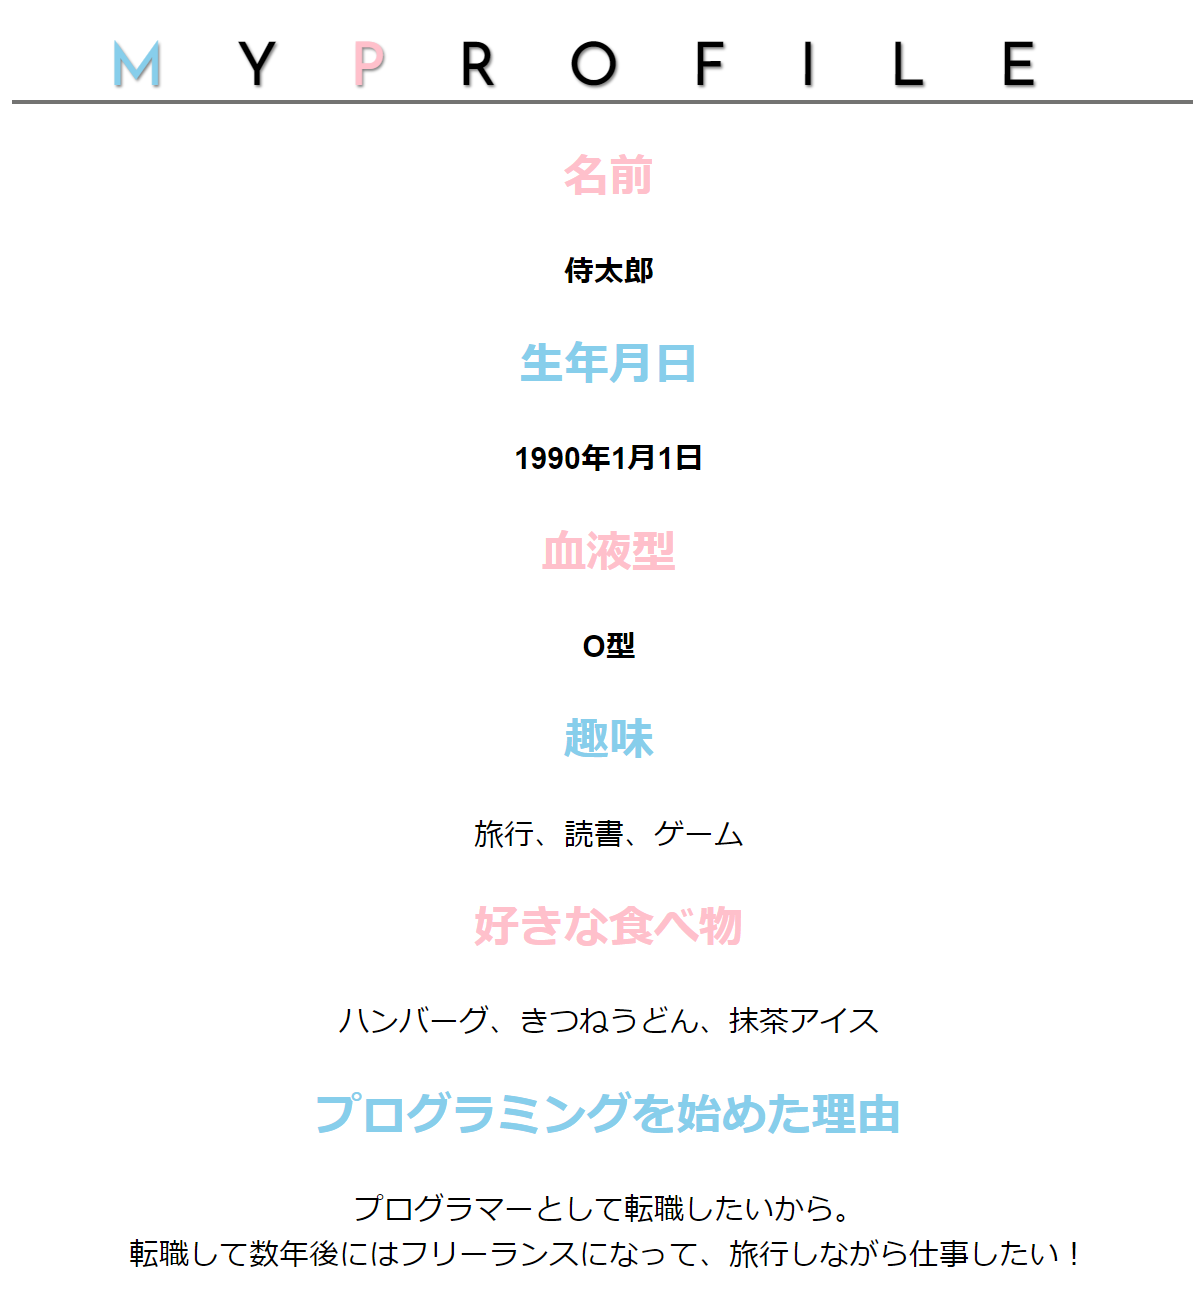 MYPROFILE
名前
侍太郎
生年月日
1990年1月1日
血液型
O型
趣味
旅行、読書、ゲーム
好きな食べ物
ハンバーグ、きつねうどん、抹茶アイス
プログラミングを始めた理由
プログラマーとして転職したいから。
転職して数年後にはフリーランスになって、旅行しながら仕事したい！